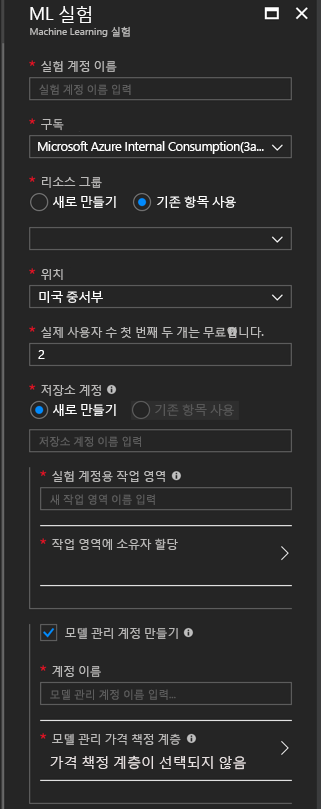 ML 실험
Machine Learning 실험
* 실험 계정 이름
실험 계정 이름 입력
* 구독
Microsoft Azure Internal Consumption(3a...
* 리소스 그룹
새로 만들기 기존 항목 사용
* 위치
미국 중서부
* 실제 사용자 수 첫 번째 두 개는 무료입니다.
2
* 저장소 계정
새로 만들기 기존 항목 사용
저장소 계정 이름 입력
* 실험 계정용 작업 영역
새 작업 영역 이름 입력
* 작업 영역에 소유자 할당
모델 관리 계정 만들기
* 계정 이름
모델 관리 계정 이름 입력...
* 모델 관리 가격 책정 계층
가격 책정 계층이 선택되지 않음